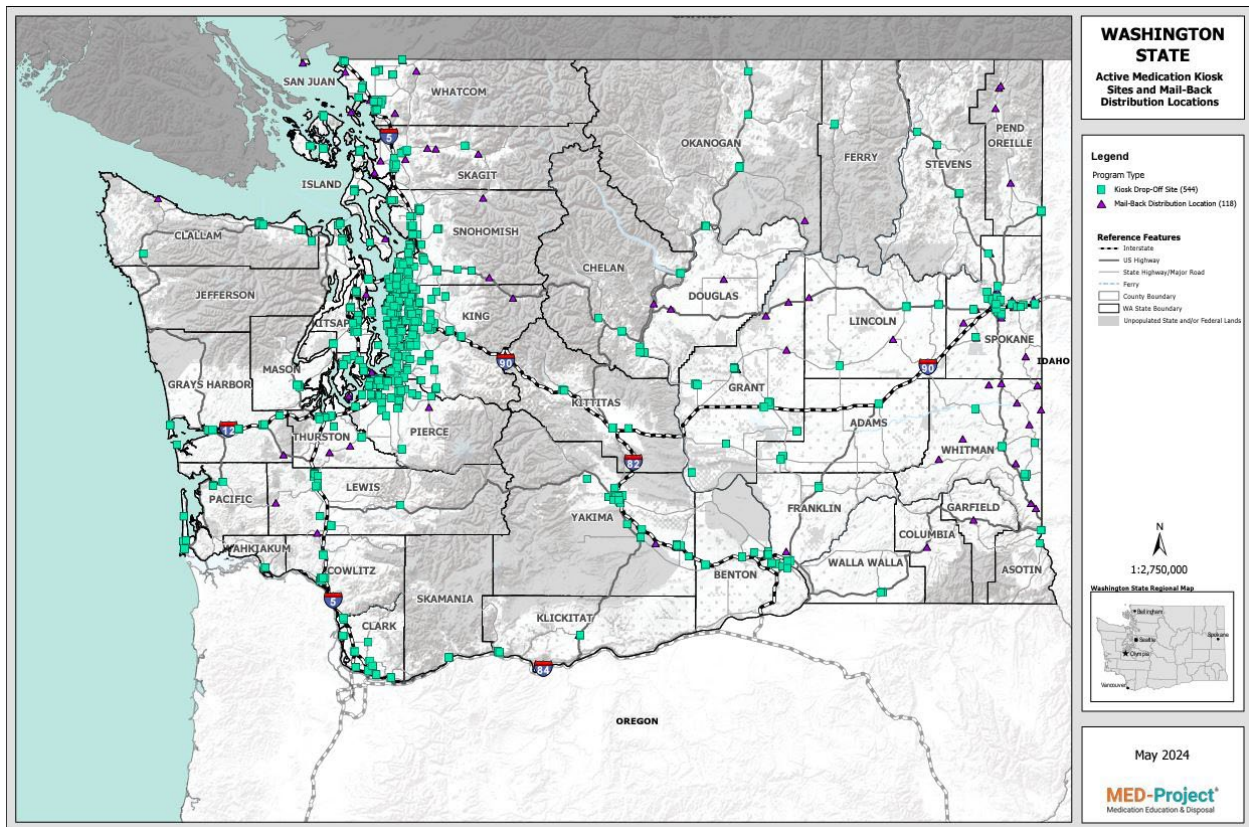 WASHINGTON
STATE
Active Medication Kiosk
Sites and Mail-Back
Distribution Locations
Legend
Program Type
Kiosk Drop-Off Site (544)
Mail-Back Distribution Location (118)
Reference Features
Interstate
US Highway
State Highway/Major Road
Ferry
County Boundary
WA State Boundary
Unpopulated State and/or Federal Lands
N
1:2,750,000
Washington State Regional Map
Bellingham
Seattle
Spokane
Olympia
Vancouver
May 2024
MED-Project
Medication Education & Disposal
SAN JUAN
WHATCOM
5
OKANOGAN
FERRY
STEVENS
PEND
OREILLE
ISLAND
SKAGIT
CLALLAM
SNOHOMISH
CHELAN
JEFFERSON
DOUGLAS
KITSAP
KING
LINCOLN
SPOKANE
IDAHO
90
90
MASON
GRAYS HARBOR
GRANT
KITTITAS
12
THURSTON
PIERCE
ADAMS
WHITMAN
82
PACIFIC
LEWIS
YAKIMA
FRANKLIN
GARFIELD
COLUMBIA
WAHKIAKUM
COWLITZ
BENTON
WALLA WALLA
ASOTIN
5
SKAMANIA
CLARK
KLICKITAT
84
OREGON